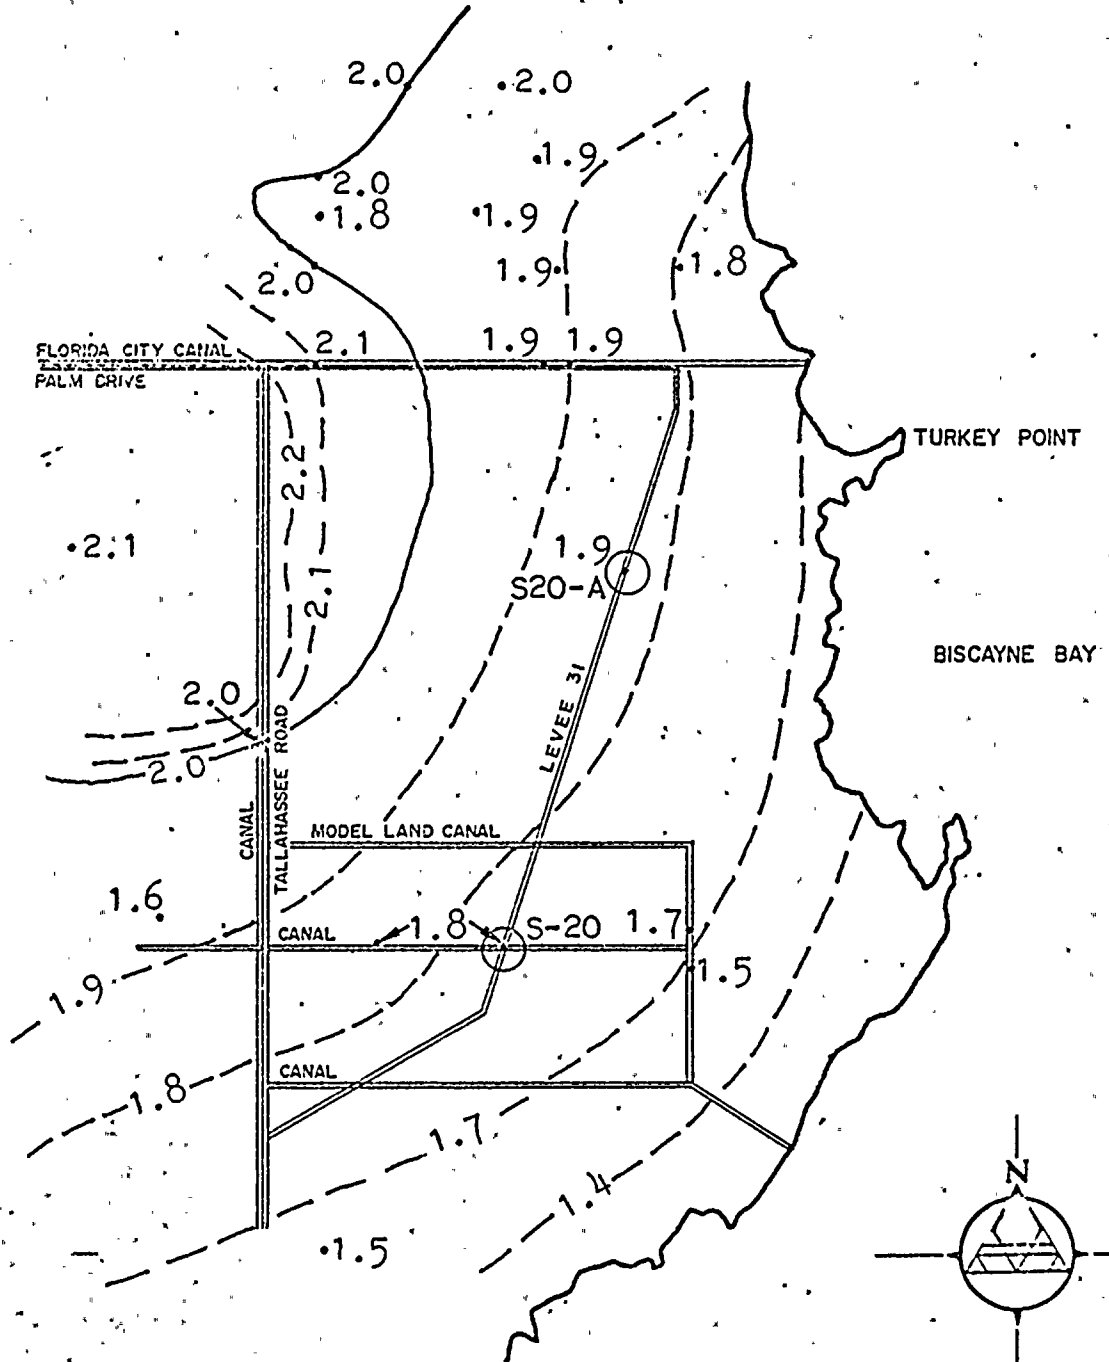 2.0
2.0
1.9
2.0
1.8
1.9
1.9
1.8
2.0
FLORIDA CITY CANAL
2.1
1.9
1.9
PALM DRIVE
TURKEY POINT
2.2
2.1
1.9
S20-A
2.1
BISCAYNE BAY
2.0
LEVEE 31
2.0
TALLAHASSEE ROAD
CANAL
MODEL LAND CANAL
1.6
CANAL
1.8
S-20
1.7
1.5
1.9
CANAL
1.8
1.7
1.4
1.5
N